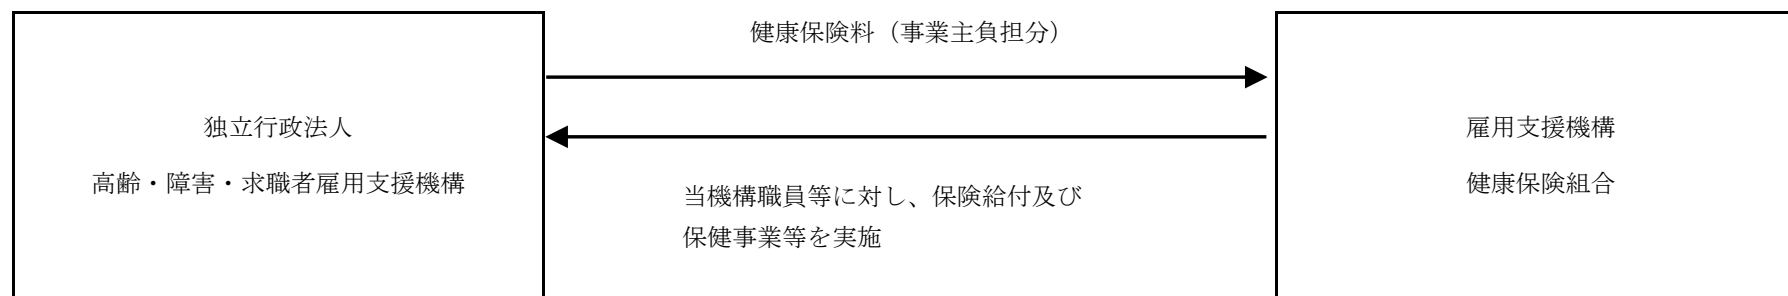 健康保険料（事業主負担分）
独立行政法人
高齢・障害・求職者雇用支援機構
雇用支援機構
健康保険組合
当機構職員等に対し、保険給付及び
保健事業等を実施